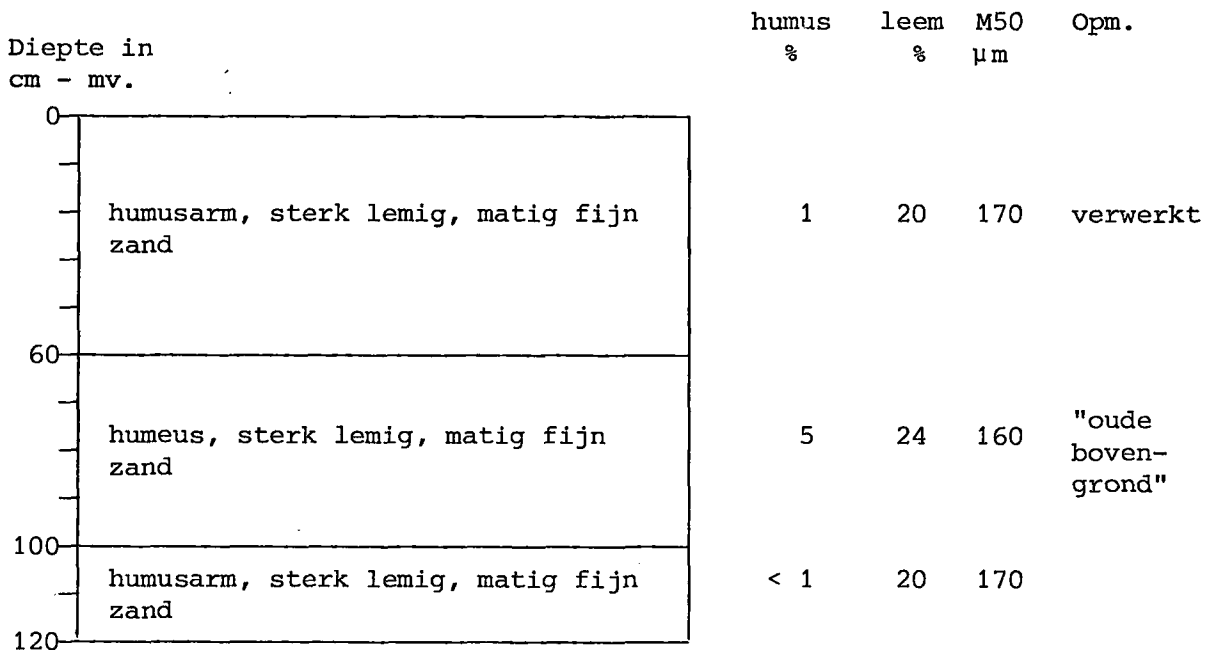 humus leem M50 Opm.
Diepte in % % µm
cm - mv.
0
humusarm, sterk lemig, matig fijn 1 20 170 verwerkt
zand
60
"oude
humeus, sterk lemig, matig fijn 5 24 160 boven-
zand grond"
100
humusarm, sterk lemig, matig fijn < 1 20 170
zand
120